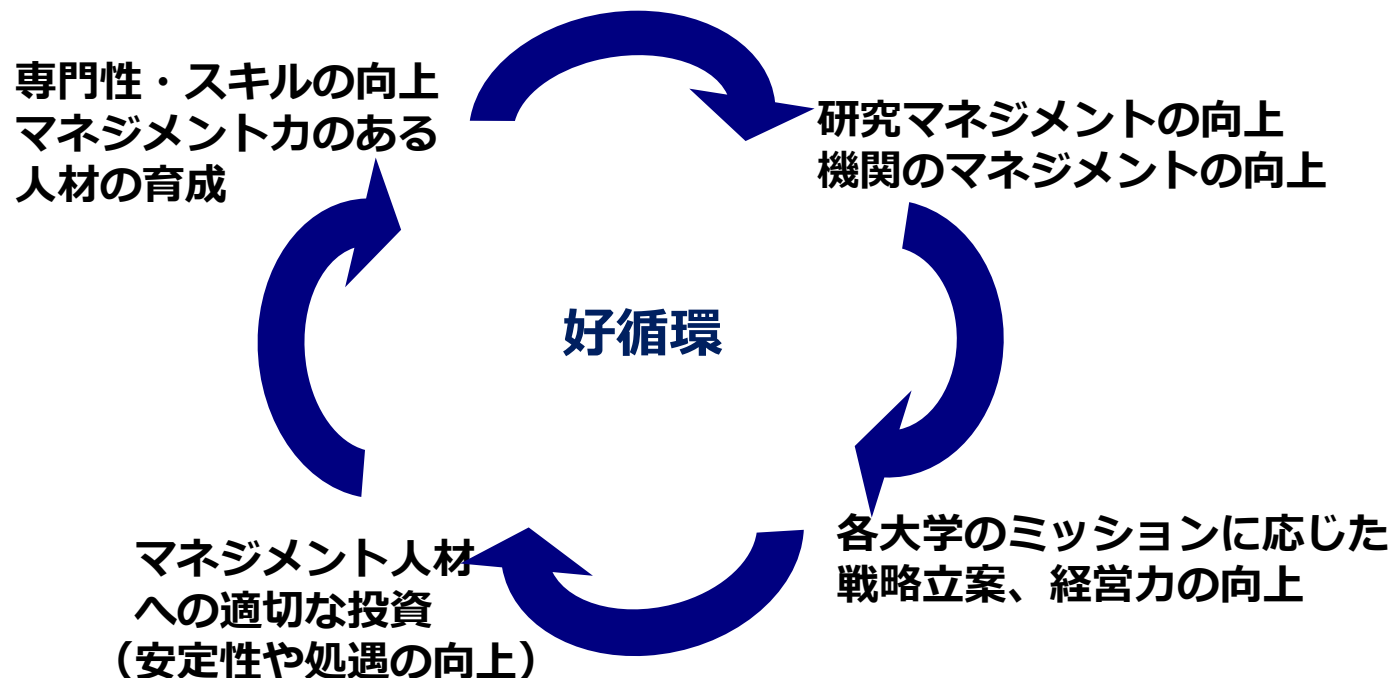 専門性・スキルの向上
マネジメント力のある
人材の育成
研究マネジメントの向上
機関のマネジメントの向上
好循環
各大学のミッションに応じた
戦略立案、経営力の向上
マネジメント人材
への適切な投資
（安定性や処遇の向上）